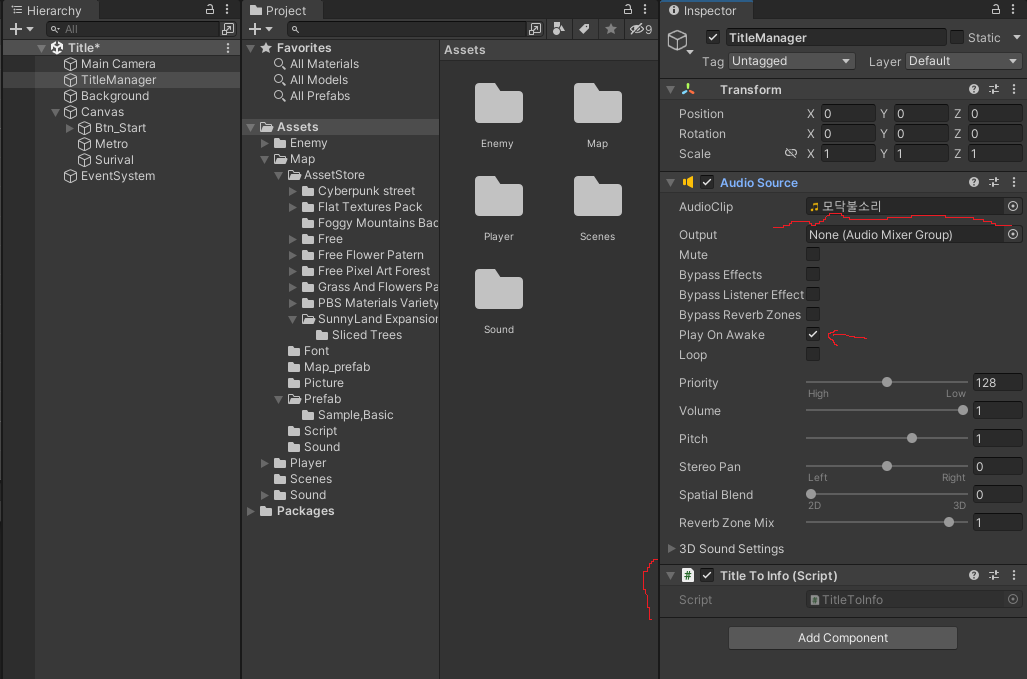 Hierarchy
All
Title*
Main Camera
TitleManager
Background
Canvas
Btn_Start
Metro
Surival
EventSystem
Project
9
Favorites
All Materials
All Models
All Prefabs
Assets
Enemy
Map
AssetStore
Cyberpunk street
Flat Textures Pack
Foggy Mountains Bac
Free
Free Flower Patern
Free Pixel Art Forest
Grass And Flowers Pa
PBS Materials Variety
SunnyLand Expansion
Sliced Trees
Font
Map_prefab
Picture
Prefab
Sample,Basic
Script
Sound
Player
Scenes
Sound
Packages
Assets
Enemy
Map
Player
Scenes
Sound
Inspector
TitleManager
Static
Tag Untagged Layer Default
Transform
Position X 0 Y 0 Z 0
Rotation X 0 Y 0 Z 0
Scale X 1 Y 1 Z 1
Audio Source
AudioClip 모닥불소리
Output None (Audio Mixer Group)
Mute
Bypass Effects
Bypass Listener Effect
Bypass Reverb Zones
Play On Awake
Loop
Priority 128
High Low
Volume 1
Pitch 1
Stereo Pan 0
Left Right
Spatial Blend 0
2D 3D
Reverb Zone Mix 1
3D Sound Settings
# Title To Info (Script)
Script # TitleToInfo
Add Component